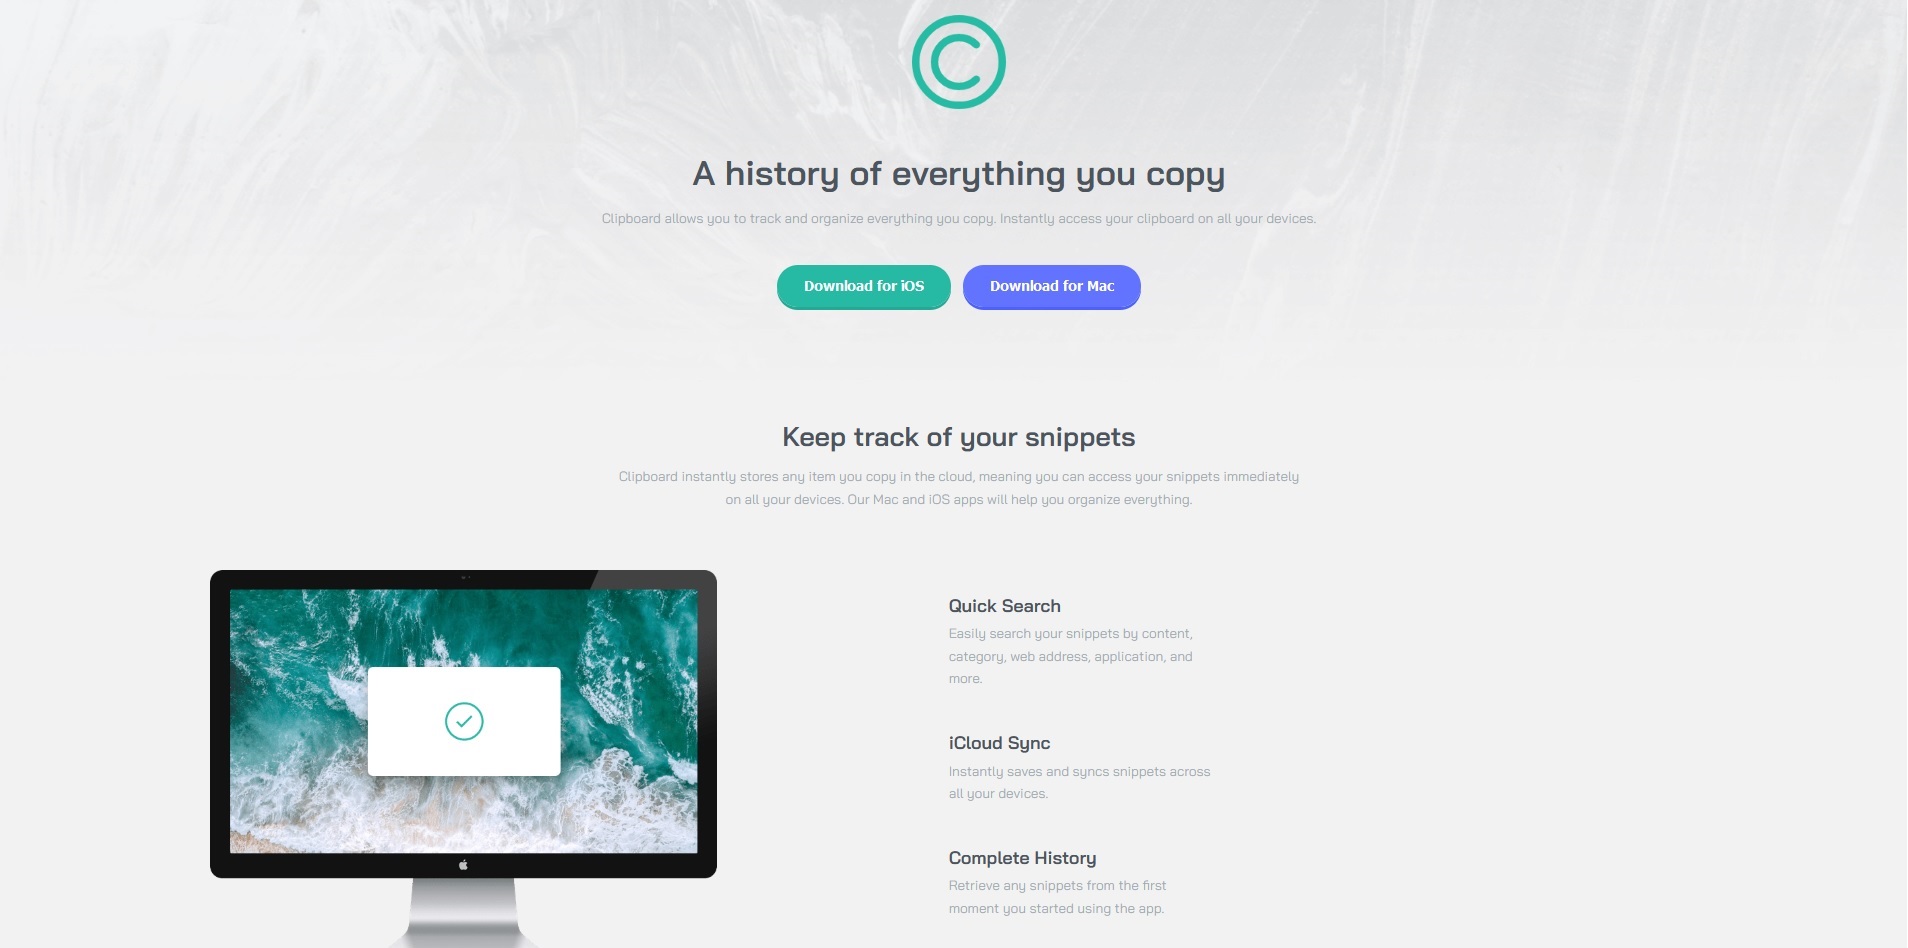 A history of everything you copy
Clipboard allows you to track and organize everything you copy. Instantly access your clipboard on all your devices.
Download for iOS
Download for Mac
Keep track of your snippets
Clipboard instantly stores any item you copy in the cloud, meaning you can access your snippets immediately
on all your devices. Our Mac and iOS apps will help you organize everything.
Quick Search
Easily search your snippets by content,
category, web address, application, and
more.
iCloud Sync
Instantly saves and syncs snippets across
all your devices.
Complete History
Retrieve any snippets from the first
moment you started using the app.